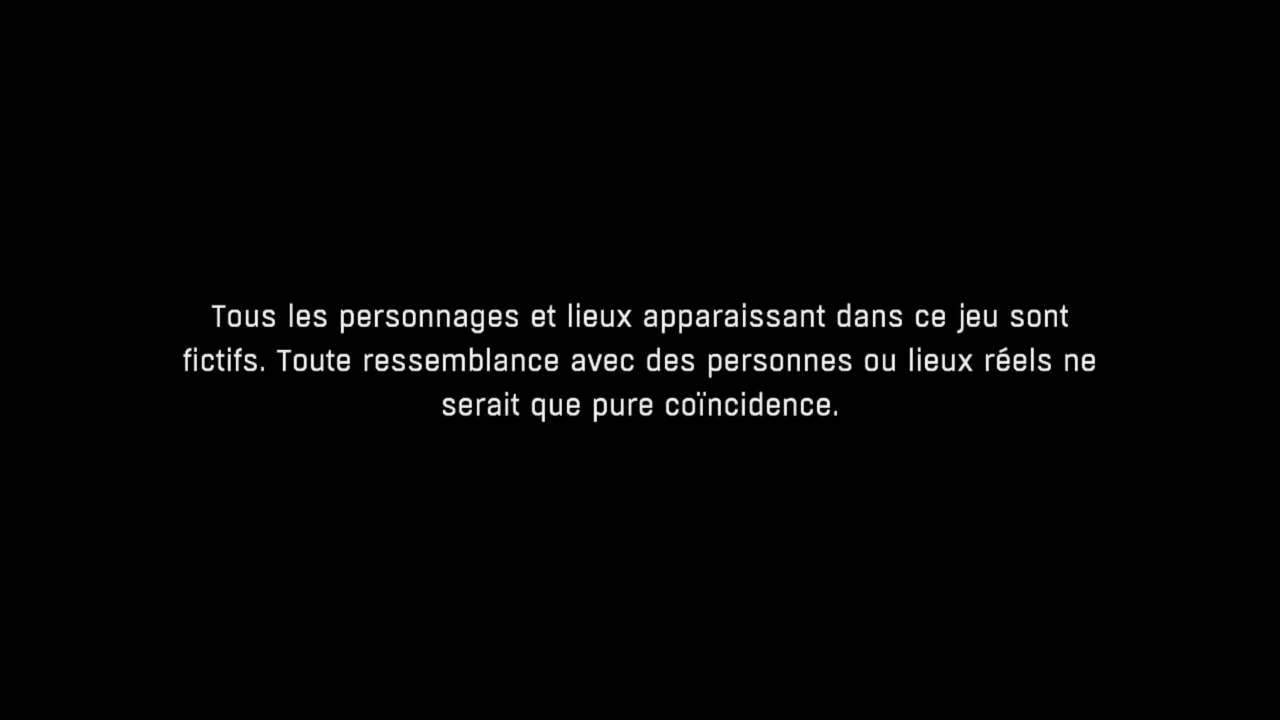 Tous les personnages et lieux apparaissant dans ce jeu sont
fictifs. Toute ressemblance avec des personnes ou lieux réels ne
serait que pure coïncidence.